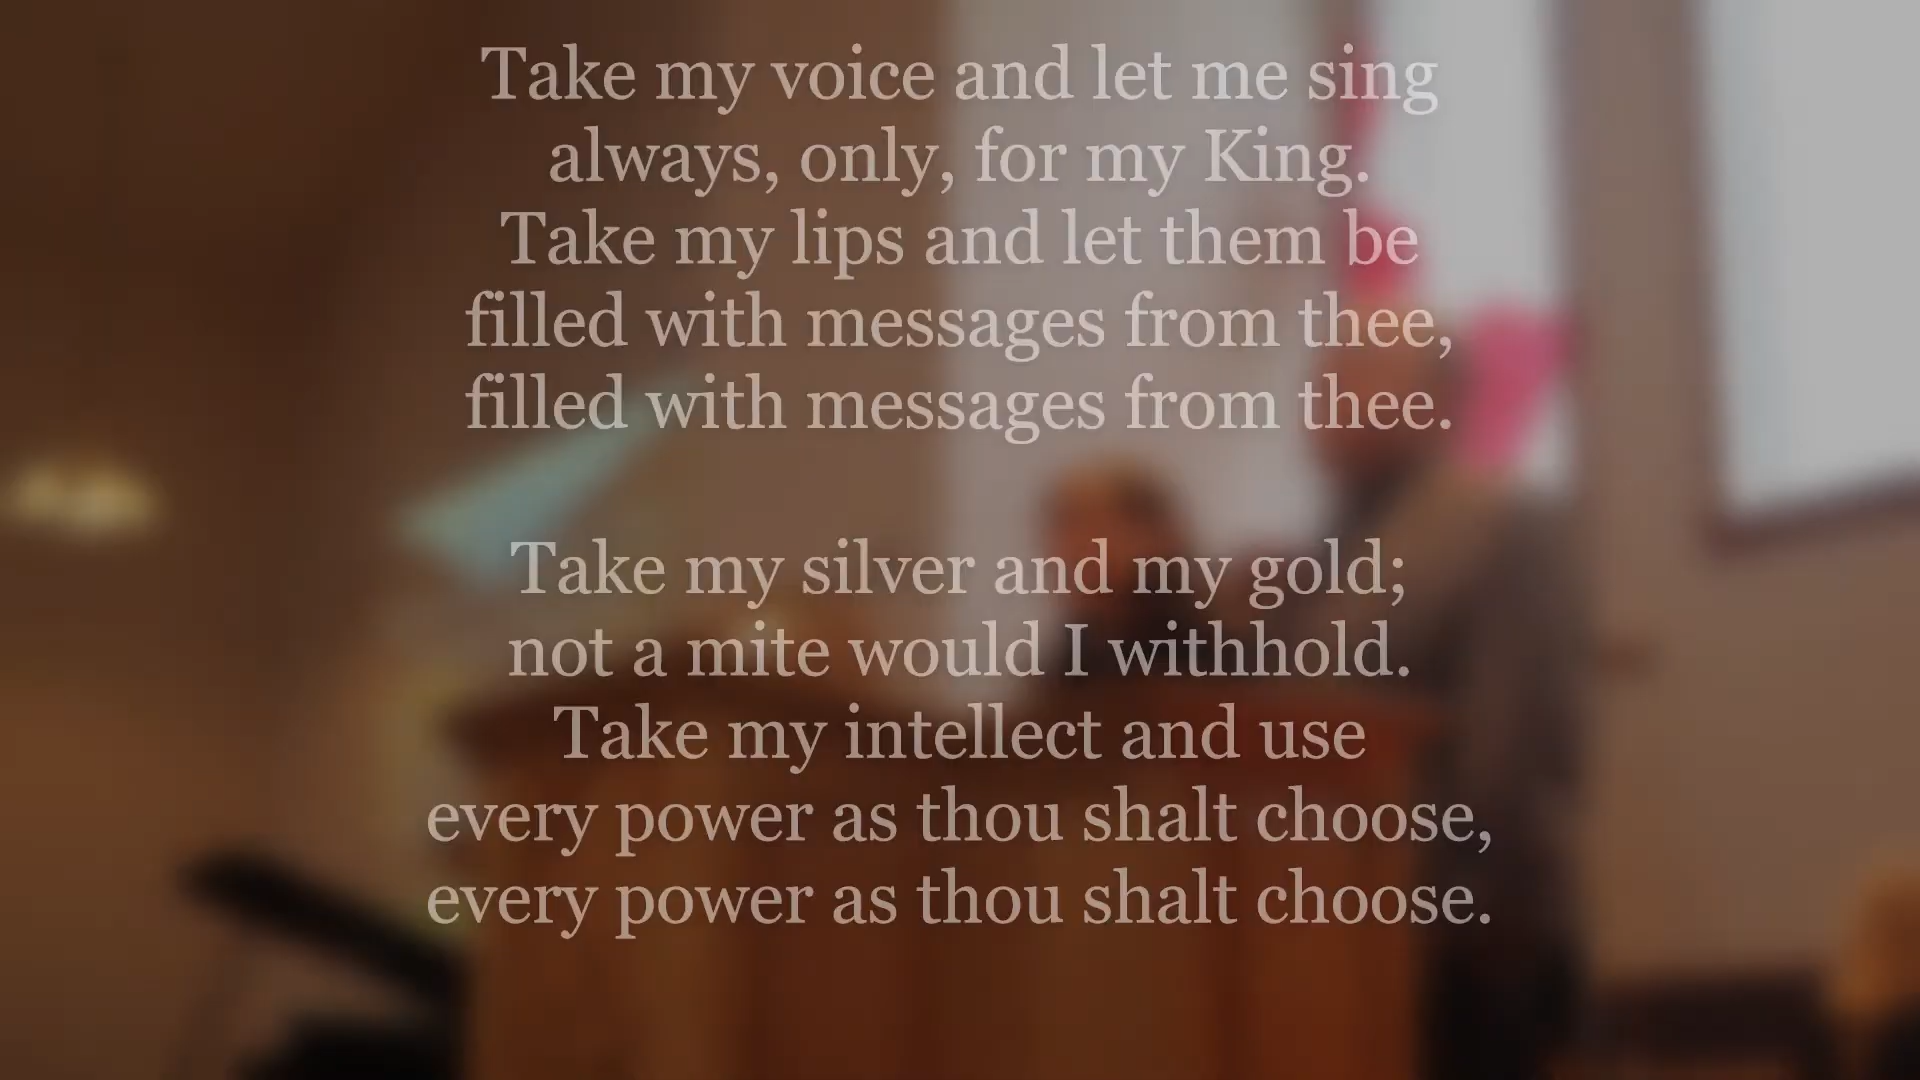 Take my voice and let me sing
always, only, for my King.
Take my lips and let them be
filled with messages from thee,
filled with messages from thee.
Take my silver and my gold;
not a mite would I withhold.
Take my intellect and use
every power as thou shalt choose,
every power as thou shalt choose.